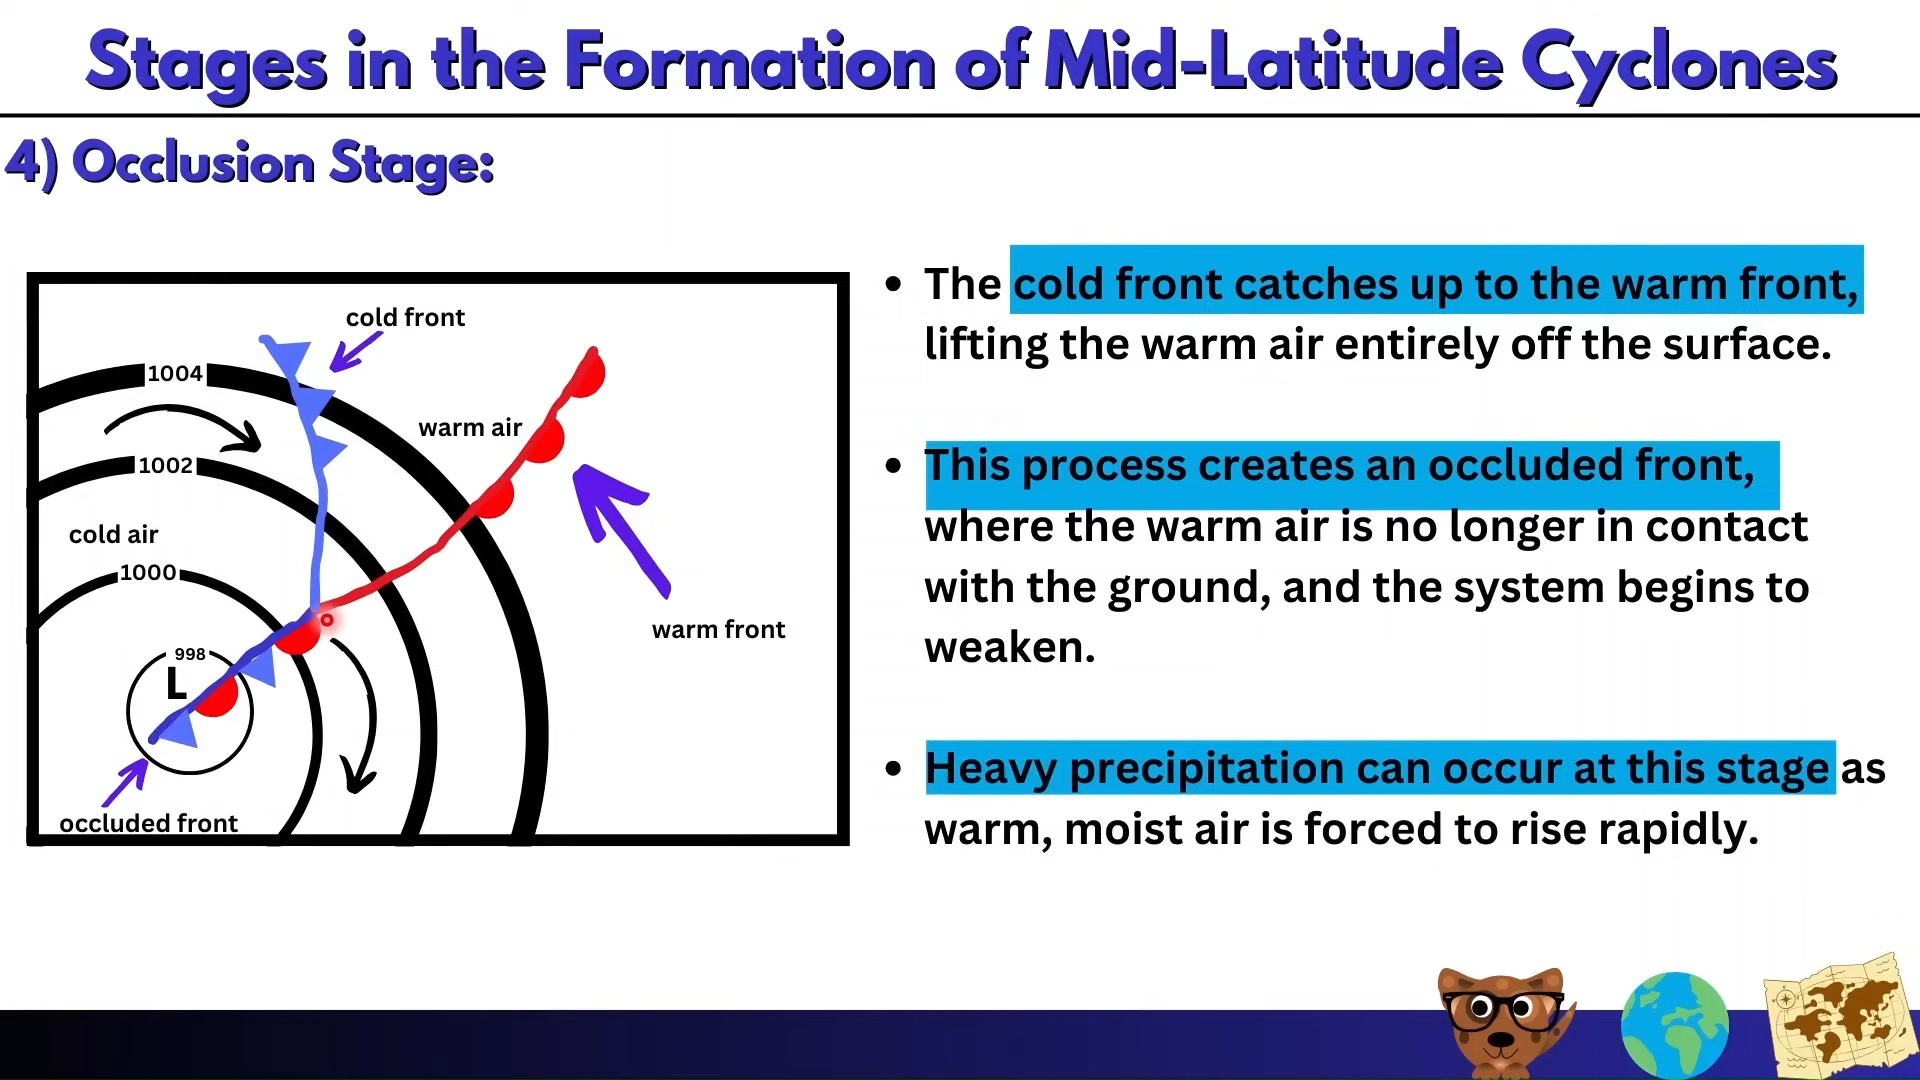 Stages in the Formation of Mid-Latitude Cyclones
4) Occlusion Stage:
cold front
1004
warm air
1002
cold air
1000
warm front
998
L
occluded front
• The cold front catches up to the warm front,
lifting the warm air entirely off the surface.
• This process creates an occluded front,
where the warm air is no longer in contact
with the ground, and the system begins to
weaken.
• Heavy precipitation can occur at this stage as
warm, moist air is forced to rise rapidly.